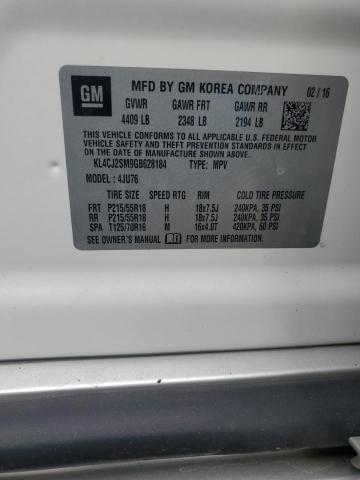 GM
MFD BY GM KOREA COMPANY 02/16
GVWR GAWR FRT GAWR RR
4409 LB 2348 LB 2194 LB
THIS VEHICLE CONFORMS TO ALL APPLICABLE U.S. FEDERAL MOTOR
VEHICLE SAFETY, BUMPER, AND THEFT PREVENTION STANDARDS
IN EFFECT ON THE DATE OF MANUFACTURE SHOWN ABOVE.
KL4CJ2SM9GB628184 TYPE: MPV
MODEL : 4JU76
TIRE SIZE SPEED RTG RIM COLD TIRE PRESSURE
FRT P215/55R18 H 18x7.5J 240KPA, 35 PSI
RR P215/55R18 H 18x7.5J 240KPA, 35 PSI
SPA T125/70R16 M 16x4.0T 420KPA, 60 PSI
SEE OWNER'S MANUAL FOR MORE INFORMATION.